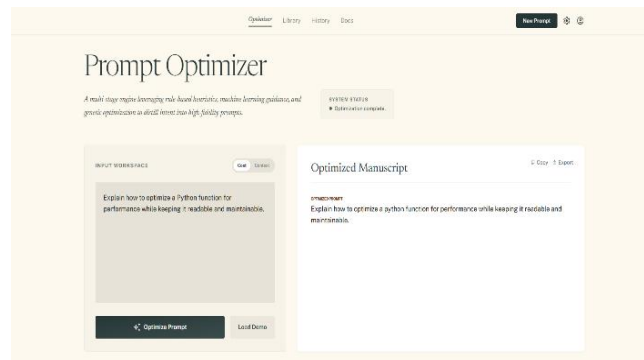 Optimizer Library History Docs New Prompt
Prompt Optimizer
A multi-stage engine leveraging rule-based heuristics, machine learning guidance, and
genetic optimization to distill intent into high-fidelity prompts.
SYSTEM STATUS
Optimization complete.
INPUT WORKSPACE
Explain how to optimize a Python function for
performance while keeping it readable and maintainable.
Optimize Prompt Load Demo
Optimized Manuscript
Copy Export
OPTIMIZED PROMPT
Explain how to optimize a python function for performance while keeping it readable and
maintainable.